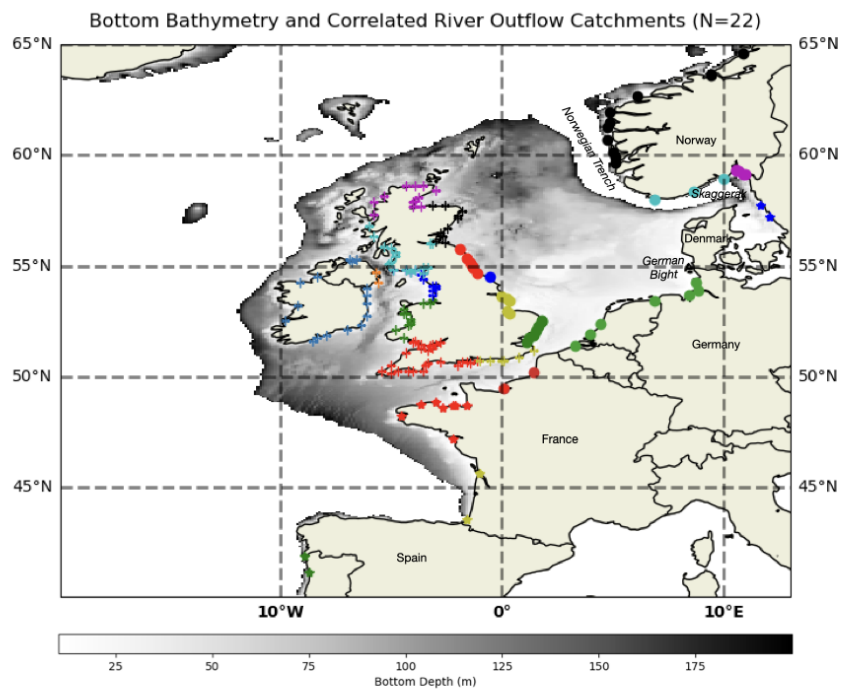 Bottom Bathymetry and Correlated River Outflow Catchments (N=22)
65°N 65°N
Norwegian Trench
Norway
60°N 60°N
Skagerrak
Denmark
German
Bight
55°N 55°N
Germany
50°N 50°N
France
45°N 45°N
Spain
10°W 0° 10°E
25 50 75 100 125 150 175
Bottom Depth (m)